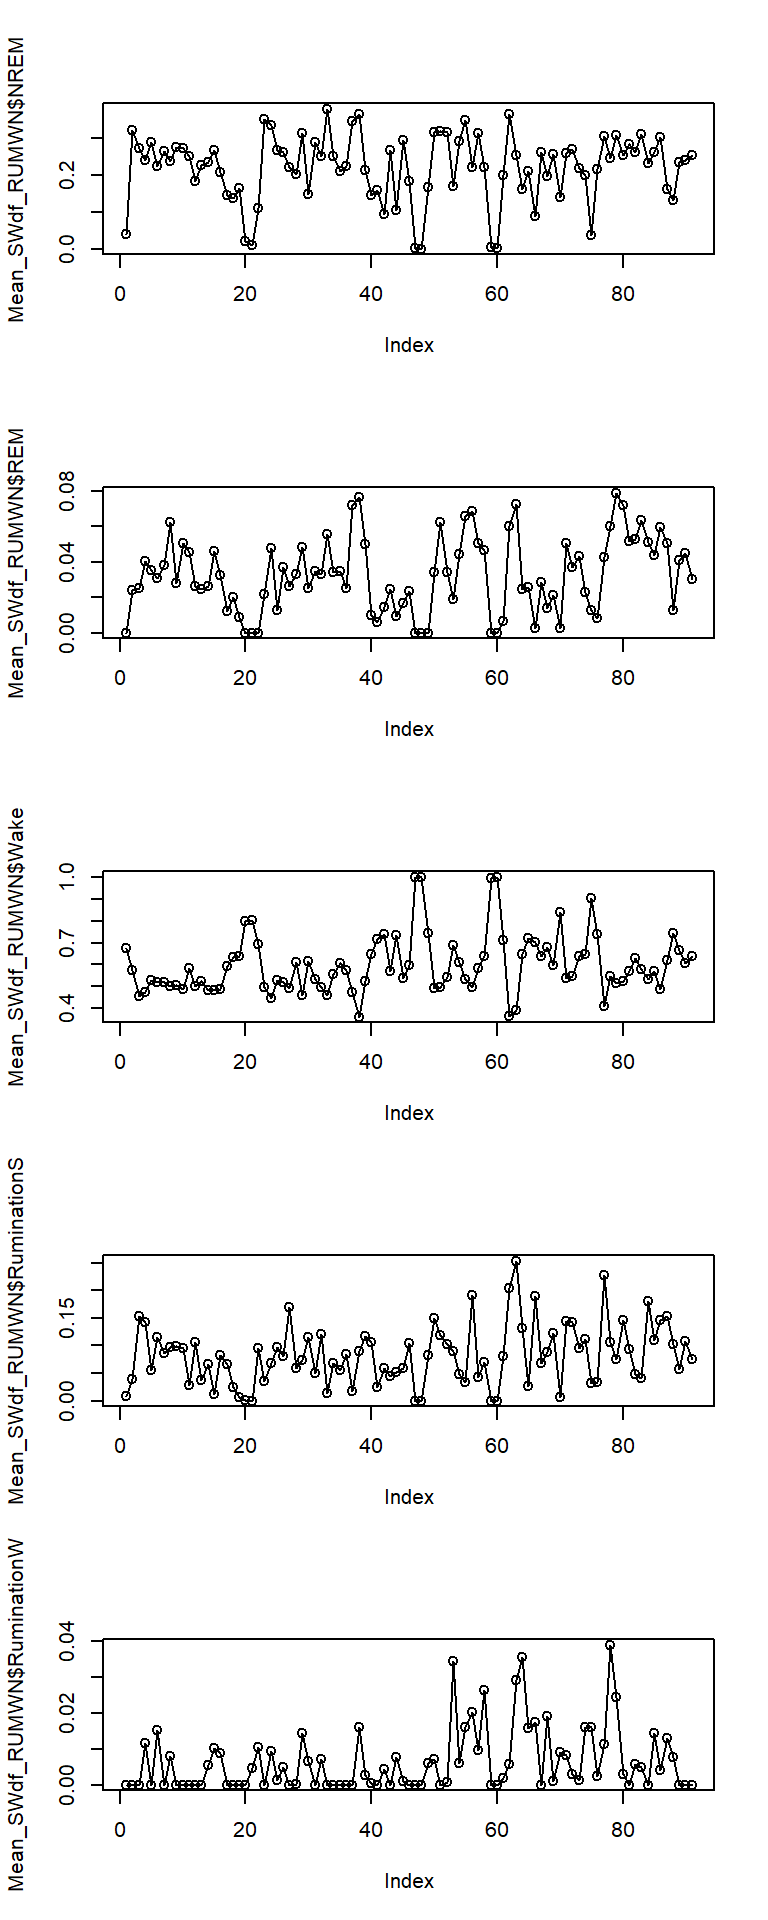 Mean_SWdf_RUMWN$NREM
0.2
0.0
0 20 40 60 80
Index
Mean_SWdf_RUMWN$REM
0.08
0.04
0.00
0 20 40 60 80
Index
Mean_SWdf_RUMWN$Wake
1.0
0.7
0.4
0 20 40 60 80
Index
Mean_SWdf_RUMWN$RuminationS
0.15
0.00
0 20 40 60 80
Index
Mean_SWdf_RUMWN$RuminationW
0.04
0.02
0.00
0 20 40 60 80
Index